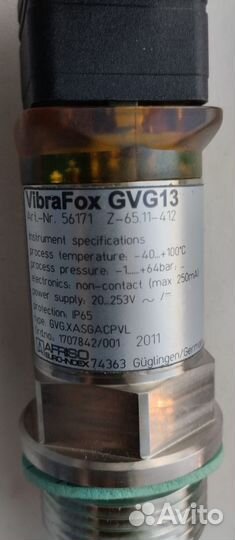 VibraFox GVG13
Art.-Nr. 56171 Z-65.11-412
Instrument specifications
process temperature: -40...+100°C
process pressure: -1.....+64bar;
electronics: non-contact (max 250mA)
power supply: 20...253V ~ /=
protection: IP65
Type: GVG.XASGACPVL
Nr. 1707842/001 2011
AFRISO
EURO-INDEX 74363 Güglingen/Germany
Avito